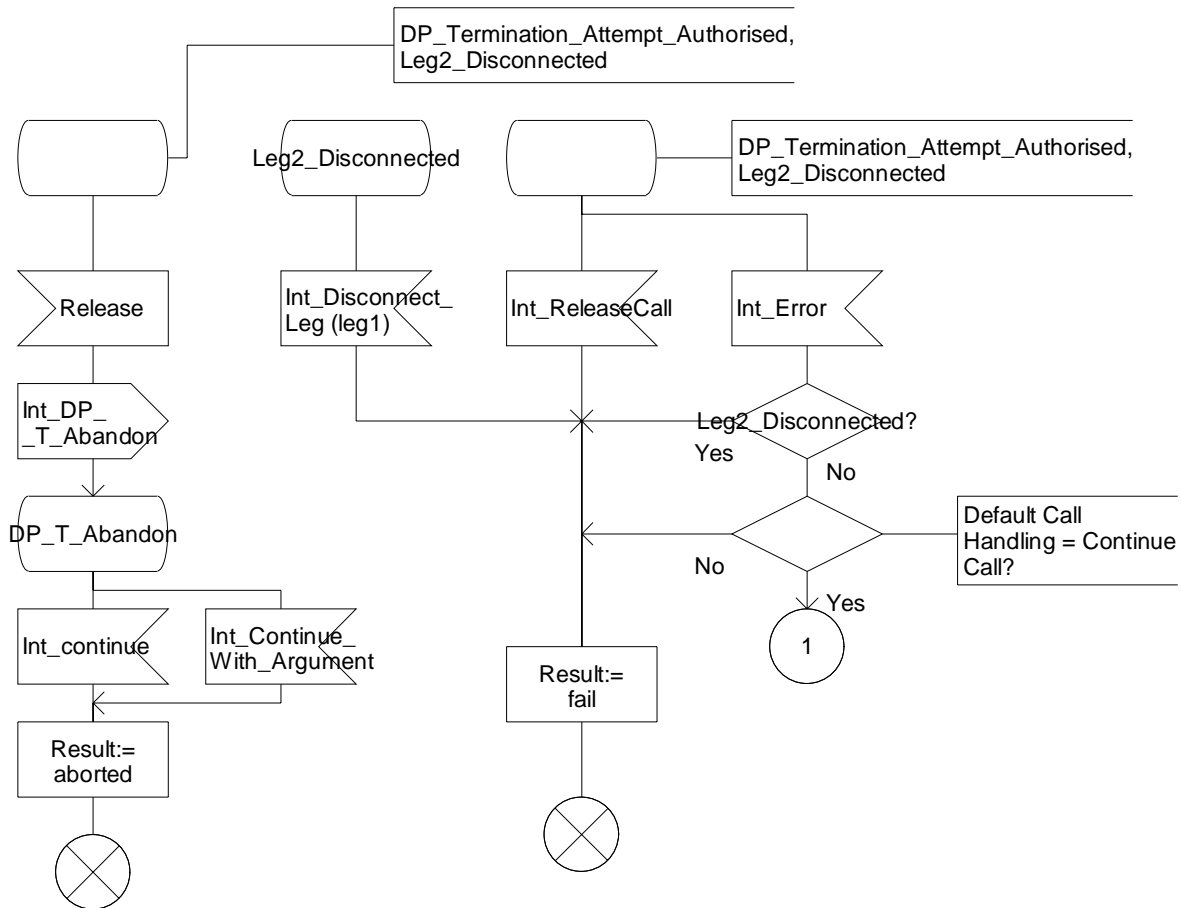 DP_Termination_Attempt_Authorised,
Leg2_Disconnected
Leg2_Disconnected
DP_Termination_Attempt_Authorised,
Leg2_Disconnected
Release
Int_Disconnect_
Leg (leg1)
Int_ReleaseCall
Int_Error
Int_DP_
_T_Abandon
Leg2_Disconnected?
Yes
No
DP_T_Abandon
Default Call
Handling = Continue
Call?
No
Yes
Int_continue
Int_Continue_
With_Argument
1
Result:=
fail
Result:=
aborted